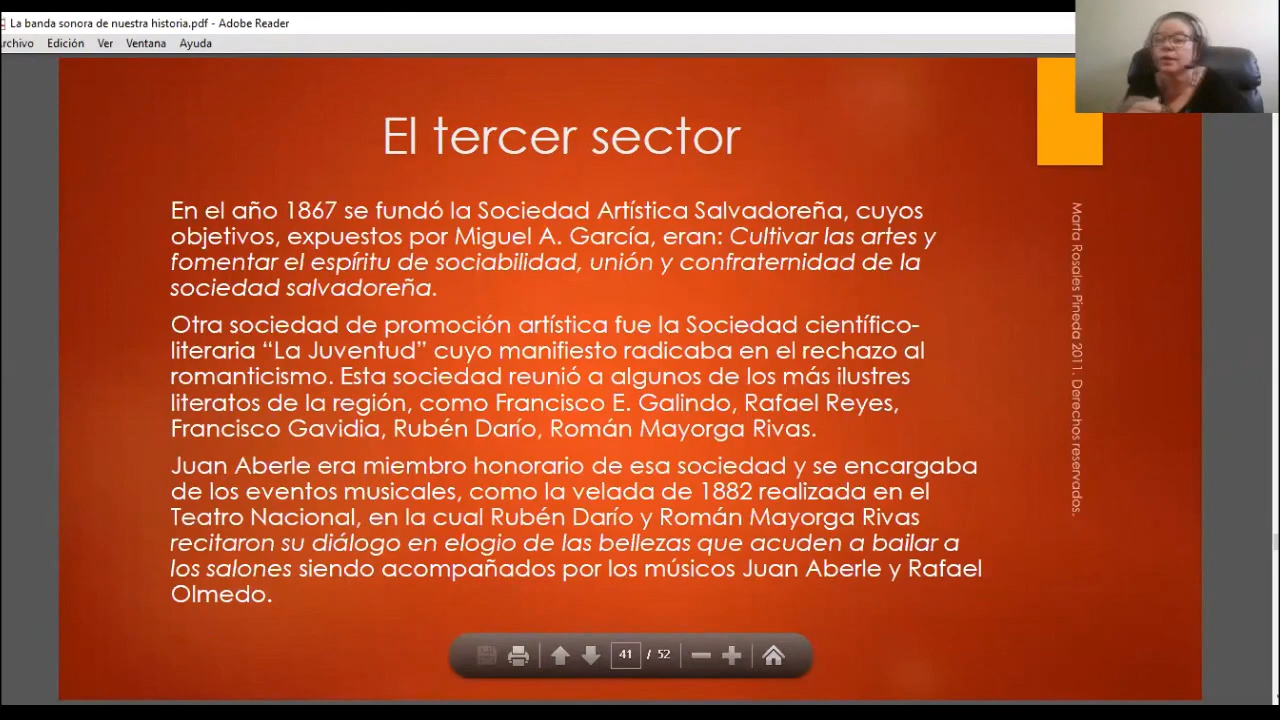 La banda sonora de nuestra historia.pdf - Adobe Reader
rchivo Edición Ver Ventana Ayuda
El tercer sector
En el año 1867 se fundó la Sociedad Artística Salvadoreña, cuyos
objetivos, expuestos por Miguel A. García, eran: Cultivar las artes y
fomentar el espíritu de sociabilidad, unión y confraternidad de la
sociedad salvadoreña.
Otra sociedad de promoción artística fue la Sociedad científico-
literaria “La Juventud” cuyo manifiesto radicaba en el rechazo al
romanticismo. Esta sociedad reunió a algunos de los más ilustres
literatos de la región, como Francisco E. Galindo, Rafael Reyes,
Francisco Gavidia, Rubén Darío, Román Mayorga Rivas.
Juan Aberle era miembro honorario de esa sociedad y se encargaba
de los eventos musicales, como la velada de 1882 realizada en el
Teatro Nacional, en la cual Rubén Darío y Román Mayorga Rivas
recitaron su diálogo en elogio de las bellezas que acuden a bailar a
los salones siendo acompañados por los músicos Juan Aberle y Rafael
Olmedo.
Marta Rosales Pineda 2011. Derechos reservados.
41 / 52